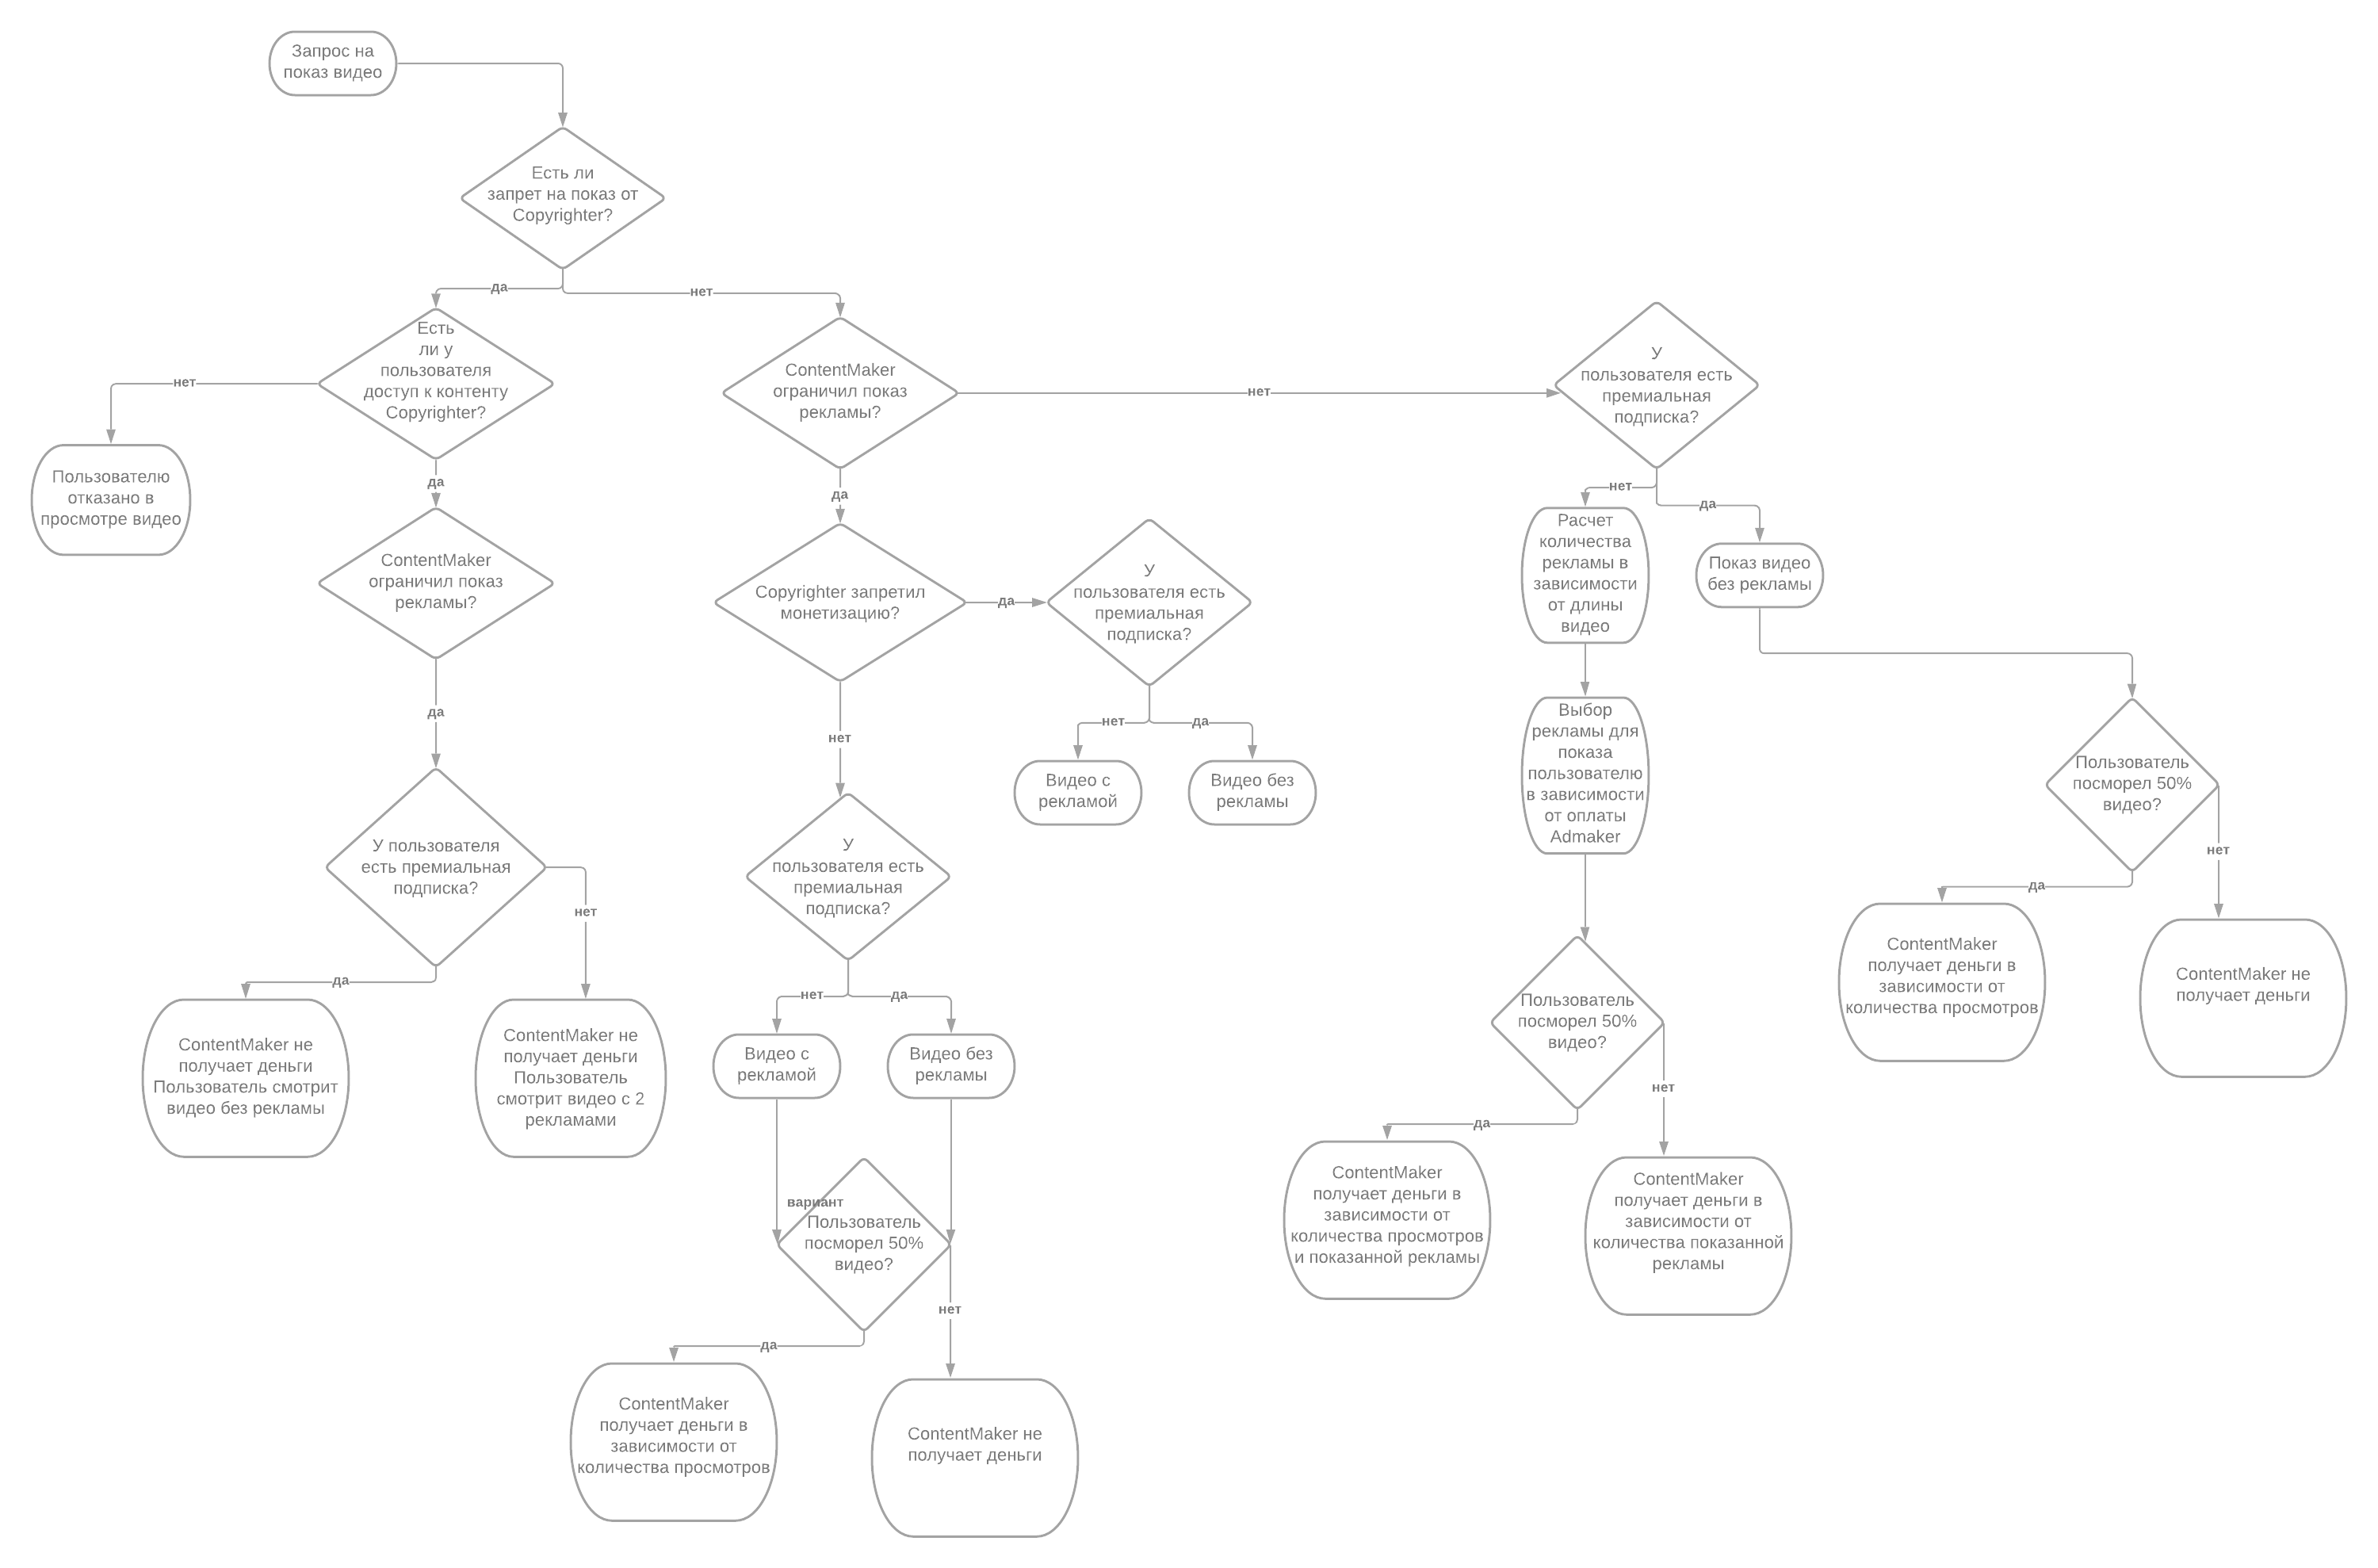 Запрос на
показ видео
Есть ли
запрет на показ от
Copyrighter?
да
нет
Есть
ли у
пользователя
доступ к контенту
Copyrighter?
нет
да
Пользователю
отказано в
просмотре видео
ContentMaker
ограничил показ
рекламы?
да
У пользователя
есть премиальная
подписка?
да
нет
ContentMaker не
получает деньги
Пользователь смотрит
видео без рекламы
ContentMaker не
получает деньги
Пользователь
смотрит видео с 2
рекламами
ContentMaker
ограничил показ
рекламы?
нет
да
Copyrighter запретил
монетизацию?
да
нет
У
пользователя есть
премиальная
подписка?
нет
да
Видео с
рекламой
Видео без
рекламы
У
пользователя есть
премиальная
подписка?
нет
да
Видео с
рекламой
Видео без
рекламы
вариант
Пользователь
посморел 50%
видео?
да
нет
ContentMaker
получает деньги в
зависимости от
количества просмотров
ContentMaker не
получает деньги
У
пользователя есть
премиальная
подписка?
нет
да
Расчет
количества
рекламы в
зависимости
от длины
видео
Показ видео
без рекламы
Выбор
рекламы для
показа
пользователю
в зависимости
от оплаты
Admaker
Пользователь
посморел 50%
видео?
да
нет
ContentMaker
получает деньги в
зависимости от
количества просмотров
и показанной рекламы
ContentMaker
получает деньги в
зависимости от
количества показанной
рекламы
Пользователь
посморел 50%
видео?
да
нет
ContentMaker
получает деньги в
зависимости от
количества просмотров
ContentMaker не
получает деньги